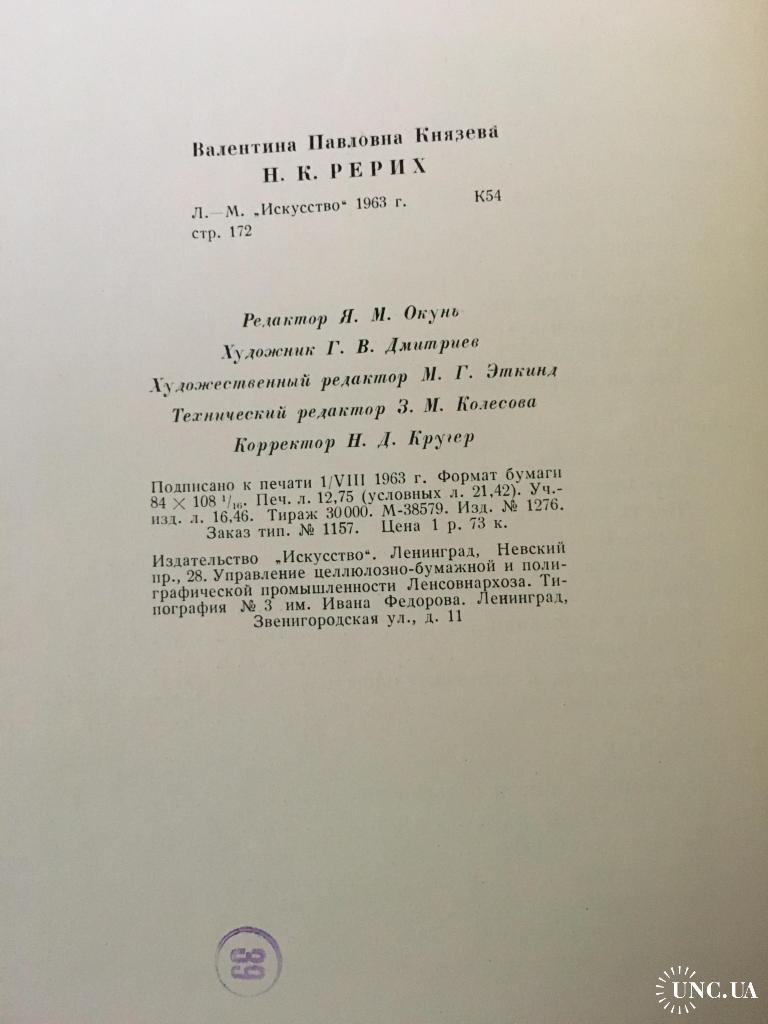 Валентина Павловна Князева
Н. К. РЕРИХ
Л.—М. „Искусство“ 1963 г. К54
стр. 172
Редактор Я. М. Окунь
Художник Г. В. Дмитриев
Художественный редактор М. Г. Эткинд
Технический редактор З. М. Колесова
Корректор Н. Д. Кругер
Подписано к печати 1/VIII 1963 г. Формат бумаги
84 × 108 1/16. Печ. л. 12,75 (условных л. 21,42). Уч.-
изд. л. 16,46. Тираж 30000. М-38579. Изд. № 1276.
Заказ тип. № 1157. Цена 1 р. 73 к.
Издательство „Искусство“. Ленинград, Невский
пр., 28. Управление целлюлозно-бумажной и поли-
графической промышленности Ленсовнархоза. Ти-
пография № 3 им. Ивана Федорова. Ленинград,
Звенигородская ул., д. 11
39
UNC.UA